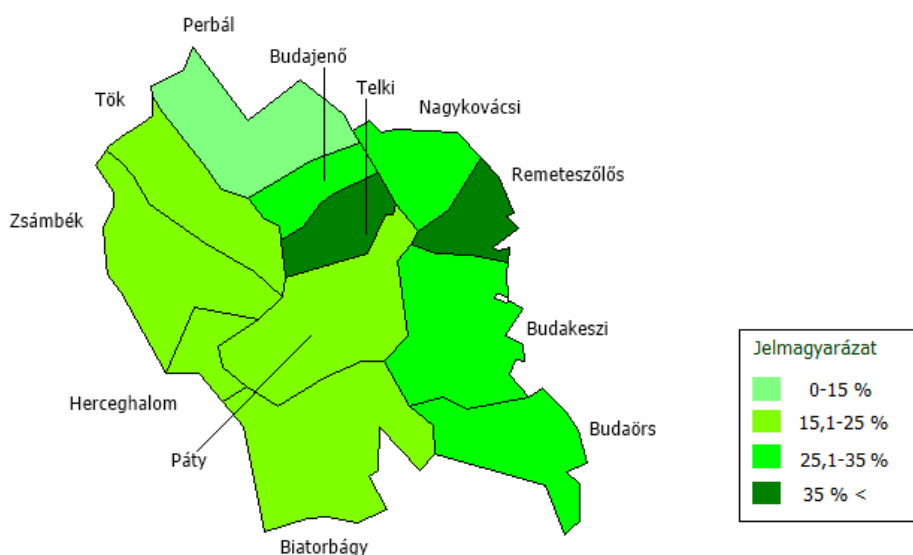 Perbál
Budajenő
Telki
Tök
Nagykovácsi
Remeteszőlős
Zsámbék
Budakeszi
Herceghalom
Budaörs
Páty
Biatorbágy
Jelmagyarázat
0-15 %
15,1-25 %
25,1-35 %
35 % <